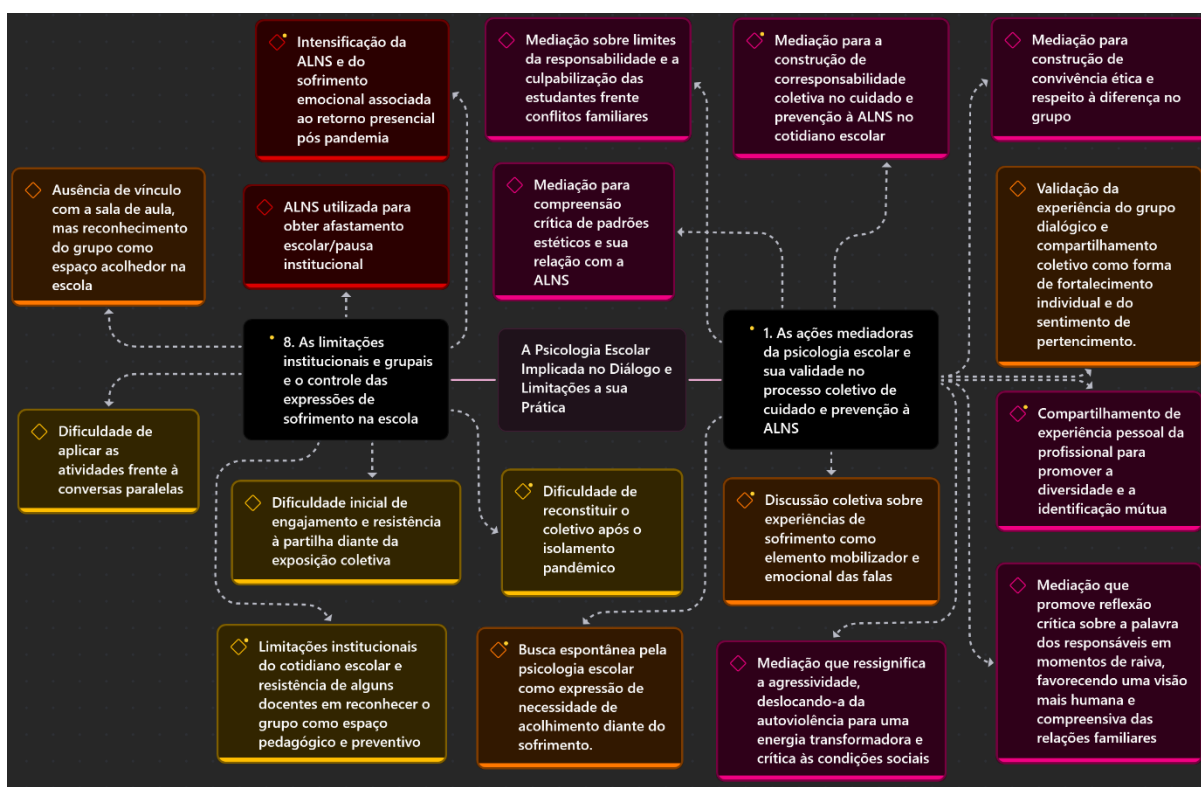 Intensificação da
ALNS e do
sofrimento
emocional associada
ao retorno presencial
pós pandemia
Mediação sobre limites
da responsabilidade e a
culpabilização das
estudantes frente
conflitos familiares
Mediação para a
construção de
corresponsabilidade
coletiva no cuidado e
prevenção à ALNS no
cotidiano escolar
Mediação para
construção de
convivência ética e
respeito à diferença no
grupo
Ausência de vínculo
com a sala de aula,
mas reconhecimento
do grupo como
espaço acolhedor na
escola
ALNS utilizada para
obter afastamento
escolar/pausa
institucional
Mediação para
compreensão
crítica de padrões
estéticos e sua
relação com a
ALNS
Validação da
experiência do grupo
dialógico e
compartilhamento
coletivo como forma
de fortalecimento
individual e do
sentimento de
pertencimento.
8. As limitações
institucionais e grupais
e o controle das
expressões de
sofrimento na escola
A Psicologia Escolar
Implicada no Diálogo e
Limitações a sua
Prática
1. As ações mediadoras
da psicologia escolar e
sua validade no
processo coletivo de
cuidado e prevenção à
ALNS
Dificuldade de
aplicar as
atividades frente à
conversas paralelas
Dificuldade inicial de
engajamento e resistência
à partilha diante da
exposição coletiva
Dificuldade de
reconstituir o
coletivo após o
isolamento
pandêmico
Discussão coletiva sobre
experiências de
sofrimento como
elemento mobilizador e
emocional das falas
Compartilhamento de
experiência pessoal da
profissional para
promover a
diversidade e a
identificação mútua
Limitações institucionais
do cotidiano escolar e
resistência de alguns
docentes em reconhecer o
grupo como espaço
pedagógico e preventivo
Busca espontânea pela
psicologia escolar
como expressão de
necessidade de
acolhimento diante do
sofrimento.
Mediação que ressignifica
a agressividade,
deslocando-a da
autoviolência para uma
energia transformadora e
crítica às condições sociais
Mediação que
promove reflexão
crítica sobre a palavra
dos responsáveis em
momentos de raiva,
favorecendo uma visão
mais humana e
compreensiva das
relações familiares